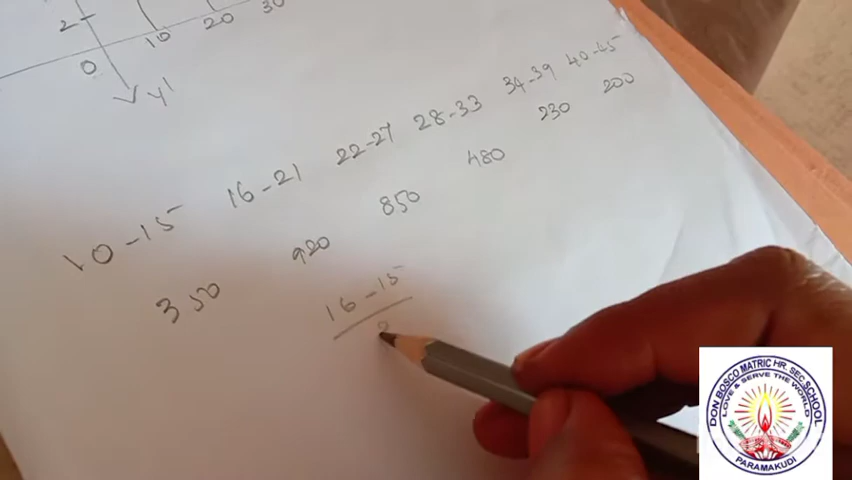 2
10 20 30
0
Y'
10-15 16-21 22-27 28-33 34-39 40-45
350 920 850 480 230 200
16-15
2
DON BOSCO MATRIC HR. SEC. SCHOOL
LOVE & SERVE THE WORLD
PARAMAKUDI